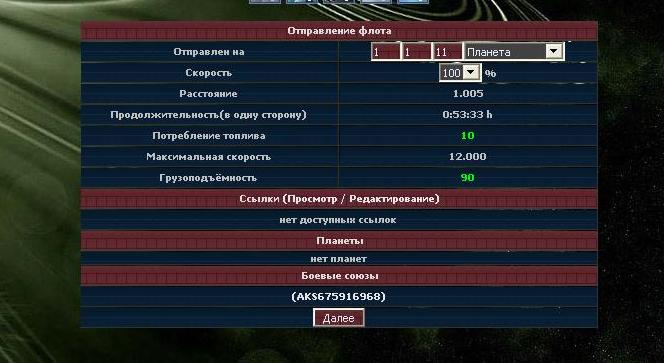 Отправление флота
Отправлен на 1 1 11 Планета
Скорость 100 %
Расстояние 1.005
Продолжительность(в одну сторону) 0:53:33 h
Потребление топлива 10
Максимальная скорость 12.000
Грузоподъёмность 90
Ссылки (Просмотр / Редактирование)
нет доступных ссылок
Планеты
нет планет
Боевые союзы
(AKS675916968)
Далее